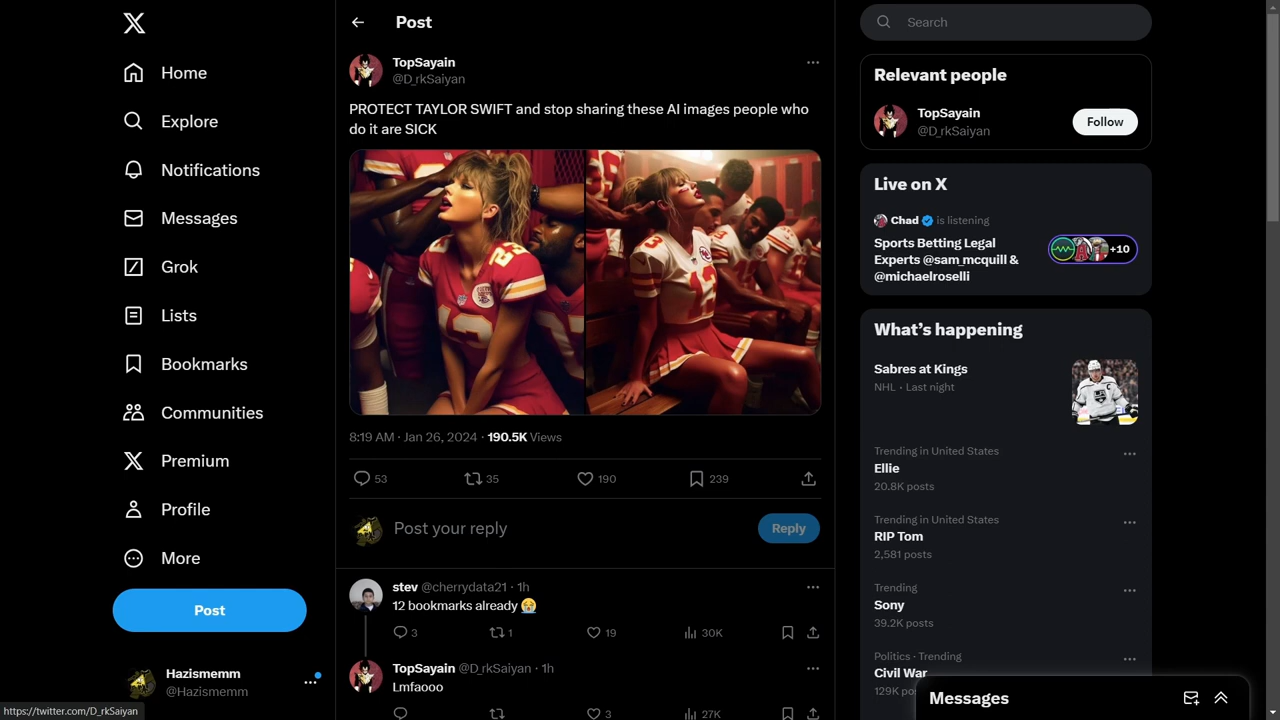 Post
Search
TopSayain
@D_rkSaiyan
PROTECT TAYLOR SWIFT and stop sharing these AI images people who
do it are SICK
8:19 AM · Jan 26, 2024 · 190.5K Views
53
35
190
239
Post your reply
Reply
stev @cherrydata21 · 1h
12 bookmarks already
3
1
19
30K
TopSayain @D_rkSaiyan · 1h
Lmfaooo
3
27K
Home
Explore
Notifications
Messages
Grok
Lists
Bookmarks
Communities
Premium
Profile
More
Post
Hazismemm
@Hazismemm
https://twitter.com/D_rkSaiyan
Relevant people
TopSayain
@D_rkSaiyan
Follow
Live on X
Chad is listening
Sports Betting Legal
Experts @sam_mcquill &
@michaelroselli
+10
What's happening
Sabres at Kings
NHL · Last night
Trending in United States
Ellie
20.8K posts
Trending in United States
RIP Tom
2,581 posts
Trending
Sony
39.2K posts
Politics · Trending
Civil War
129K
Messages